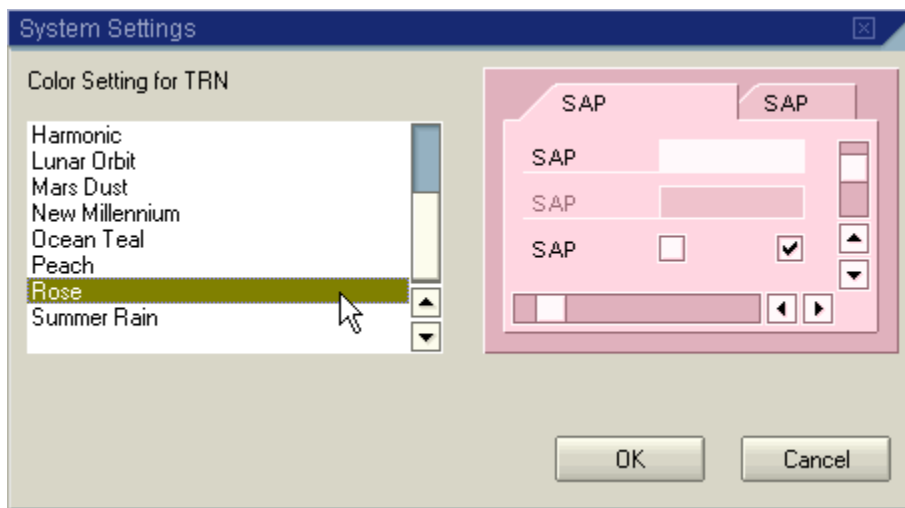 System Settings
Color Setting for TRN
Harmonic
Lunar Orbit
Mars Dust
New Millennium
Ocean Teal
Peach
Rose
Summer Rain
SAP SAP
SAP
SAP
SAP
OK Cancel